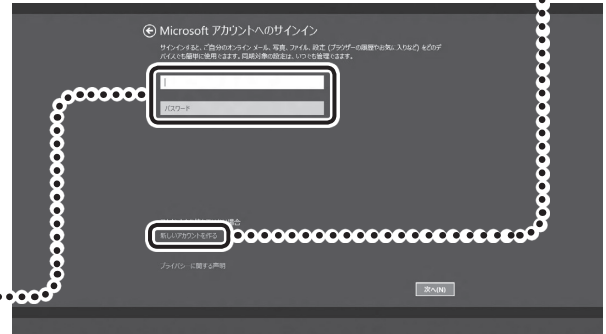 Microsoft アカウントへのサインイン
サインインすると、ご自分のオンライン メール、写真、ファイル、設定 (ブラウザーの履歴やお気に入りなど) をどのデ
バイスでも簡単に使用できます。同期対象の設定は、いつでも管理できます。
パスワード
場合
新しいアカウントを作る
プライバシーに関する声明
次へ(N)